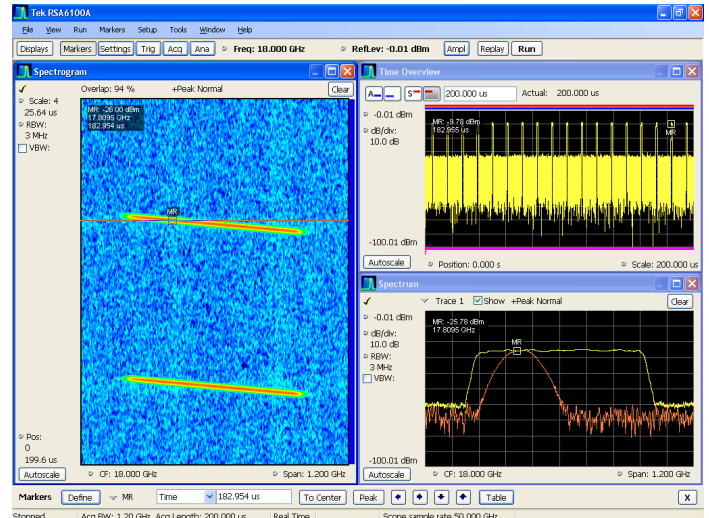 Tek RSA6100A
File View Run Markers Setup Tools Window Help
Displays Markers Settings Trig Acq Ana Freq: 18.000 GHz RefLev: -0.01 dBm Ampl Replay Run
Spectrogram
Overlap: 94 % +Peak Normal Clear
Scale: 4
25.64 us
RBW:
3 MHz
VBW:
MR: -26.00 dBm
17.8095 GHz
182.954 us
MR
Pos:
0
199.6 us
Autoscale CF: 18.000 GHz Span: 1.200 GHz
Time Overview
200.000 us Actual: 200.000 us
-0.01 dBm
dB/div:
10.0 dB
MR: -9.78 dBm
182.955 us
MR
-100.01 dBm
Autoscale Position: 0.000 s Scale: 200.000 us
Spectrum
Trace 1 Show +Peak Normal Clear
-0.01 dBm
dB/div:
10.0 dB
RBW:
3 MHz
VBW:
MR: -25.78 dBm
17.8095 GHz
MR
-100.01 dBm
Autoscale CF: 18.000 GHz Span: 1.200 GHz
Markers Define MR Time 182.954 us To Center Peak Table X
Stopped Acq BW: 1.20 GHz, Acq Length: 200.000 us Real Time Scope sample rate 50.000 GHz